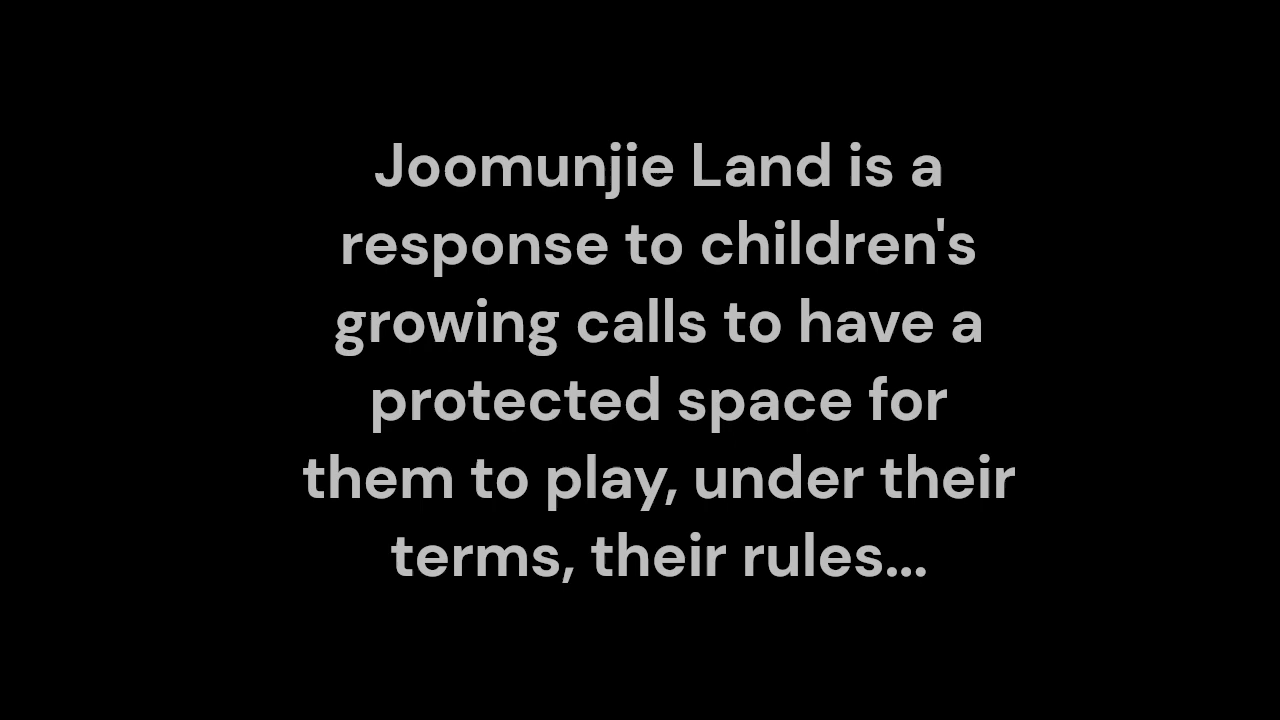 Joomunjie Land is a
response to children's
growing calls to have a
protected space for
them to play, under their
terms, their rules...